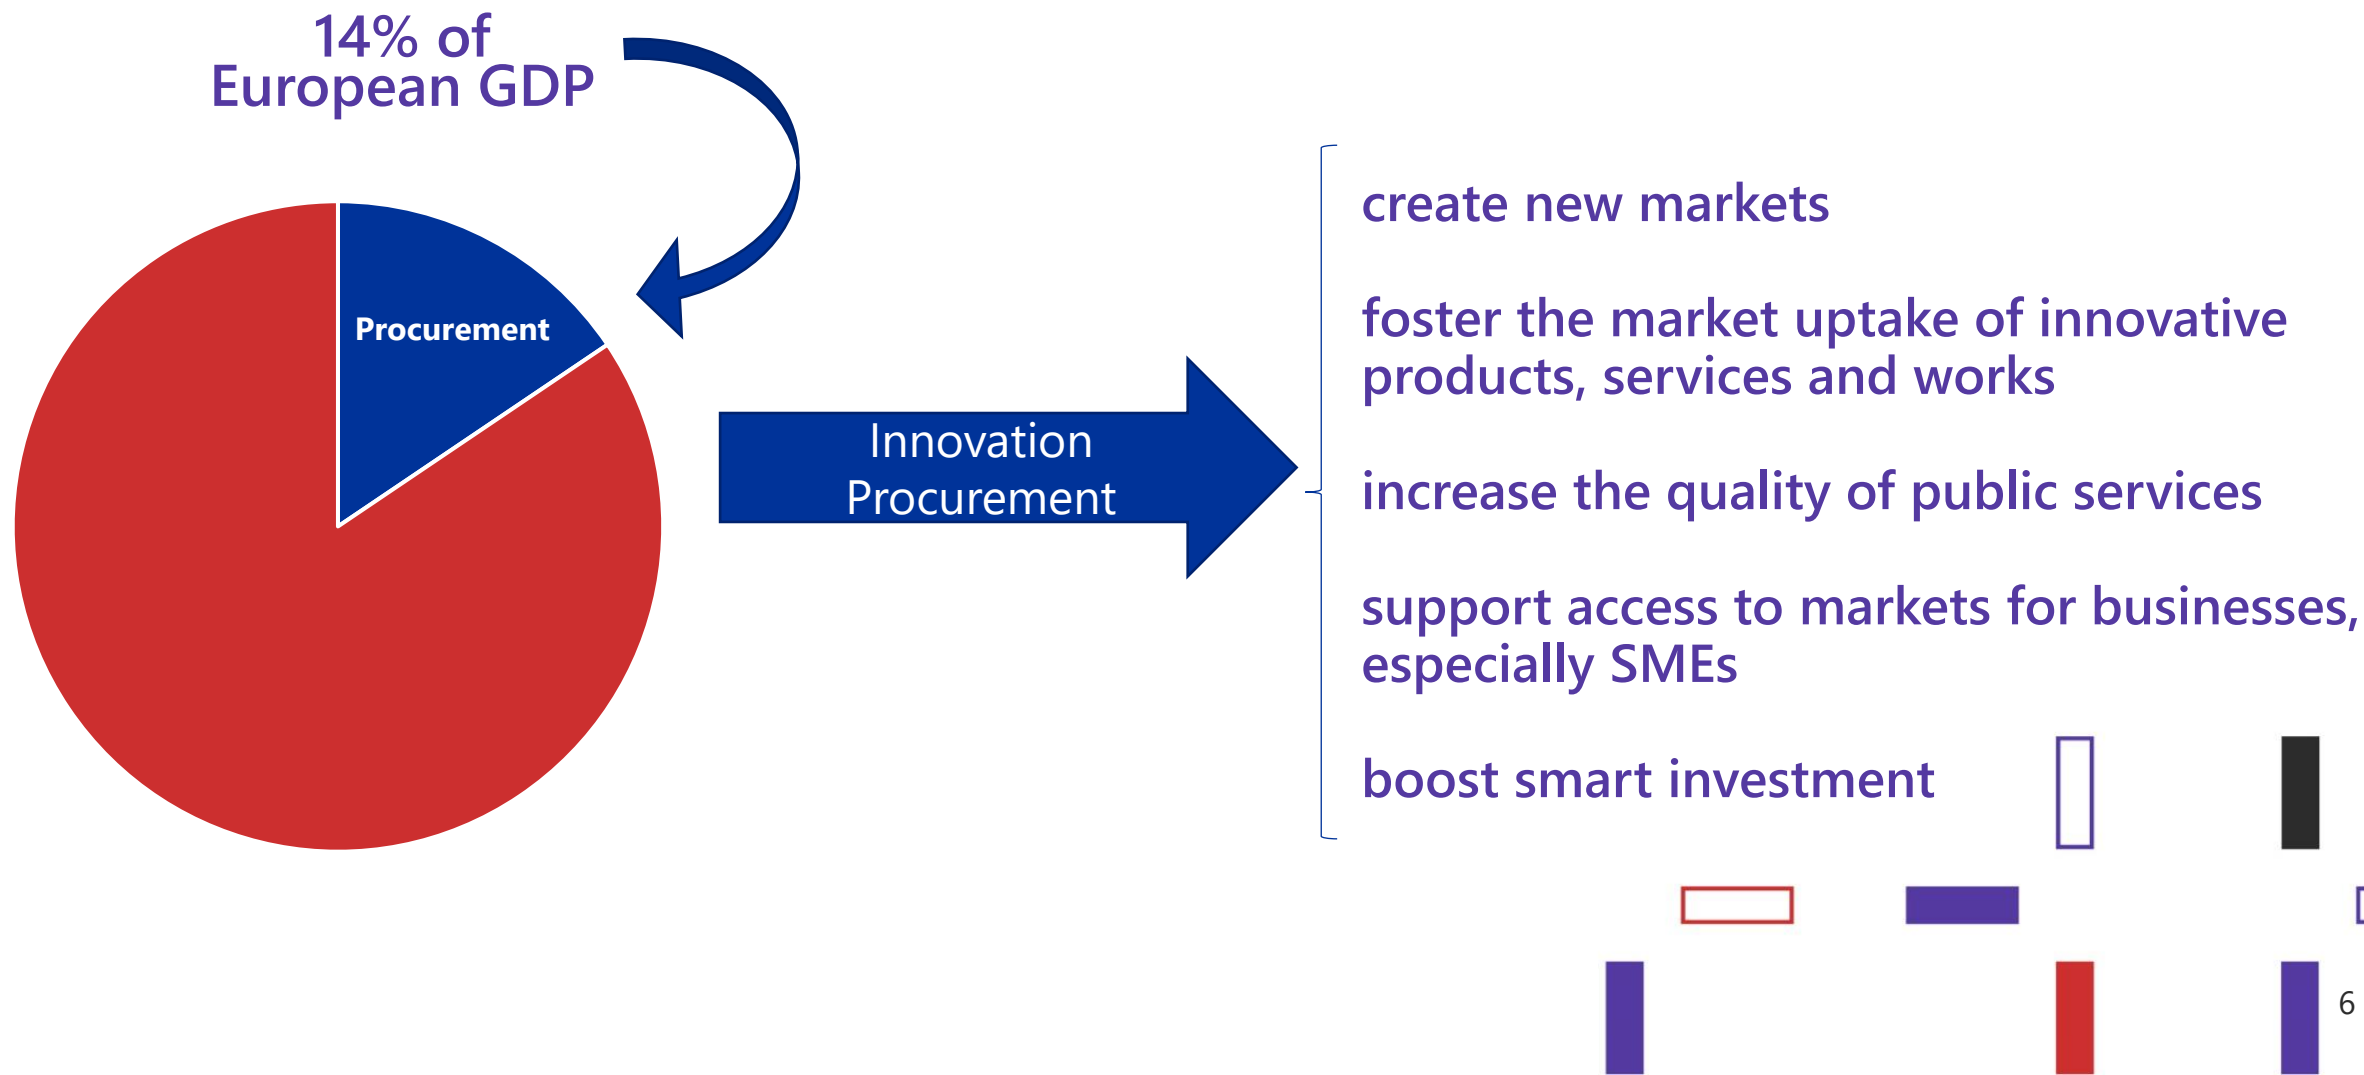 14% of
European GDP
Procurement
Innovation
Procurement
create new markets
foster the market uptake of innovative
products, services and works
increase the quality of public services
support access to markets for businesses,
especially SMEs
boost smart investment
6